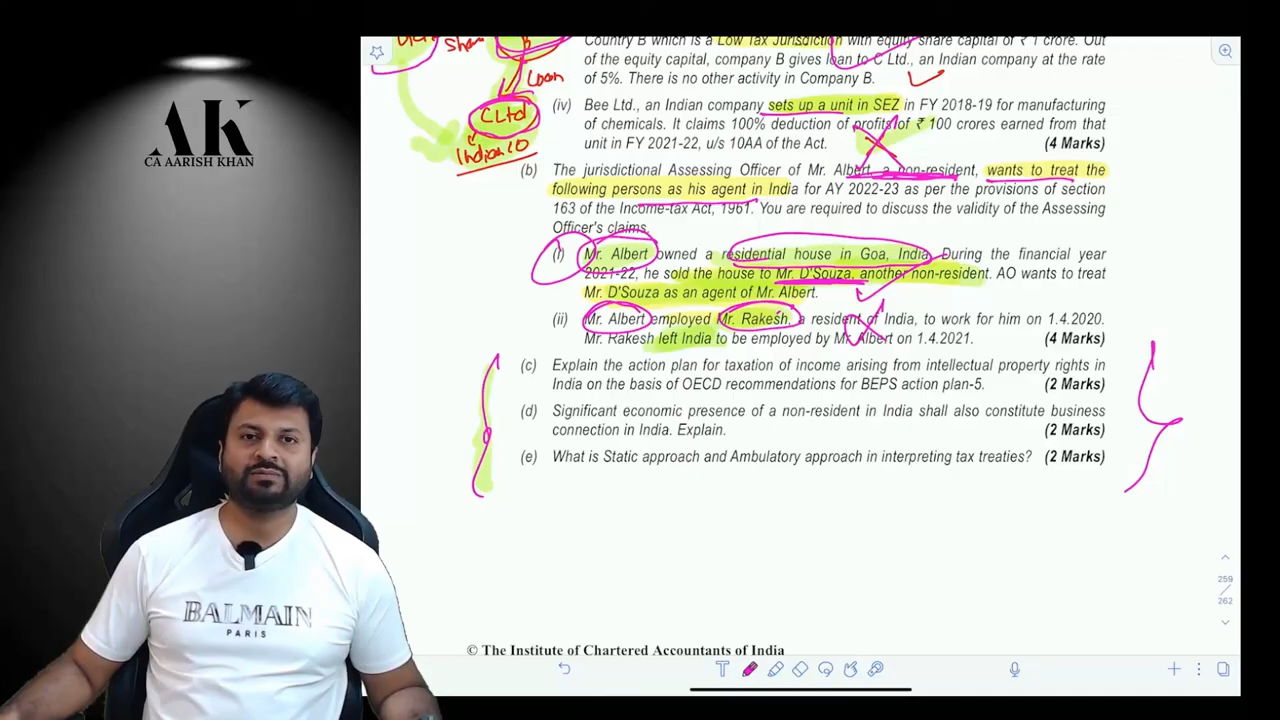 AK
CA AARISH KHAN
BALMAIN
PARIS
Share
Loan
C Ltd
Indian CO
Country B which is a Low Tax Jurisdiction with equity share capital of ₹ 1 crore. Out
of the equity capital, company B gives loan to C Ltd., an Indian company at the rate
of 5%. There is no other activity in Company B.
(iv) Bee Ltd., an Indian company sets up a unit in SEZ in FY 2018-19 for manufacturing
of chemicals. It claims 100% deduction of profits of ₹ 100 crores earned from that
unit in FY 2021-22, u/s 10AA of the Act. (4 Marks)
(b) The jurisdictional Assessing Officer of Mr. Albert, a non-resident, wants to treat the
following persons as his agent in India for AY 2022-23 as per the provisions of section
163 of the Income-tax Act, 1961. You are required to discuss the validity of the Assessing
Officer's claims.
(i) Mr. Albert owned a residential house in Goa, India. During the financial year
2021-22, he sold the house to Mr. D'Souza, another non-resident. AO wants to treat
Mr. D'Souza as an agent of Mr. Albert.
(ii) Mr. Albert employed Mr. Rakesh, a resident of India, to work for him on 1.4.2020.
Mr. Rakesh left India to be employed by Mr. Albert on 1.4.2021. (4 Marks)
(c) Explain the action plan for taxation of income arising from intellectual property rights in
India on the basis of OECD recommendations for BEPS action plan-5. (2 Marks)
(d) Significant economic presence of a non-resident in India shall also constitute business
connection in India. Explain. (2 Marks)
(e) What is Static approach and Ambulatory approach in interpreting tax treaties? (2 Marks)
259
262
© The Institute of Chartered Accountants of India